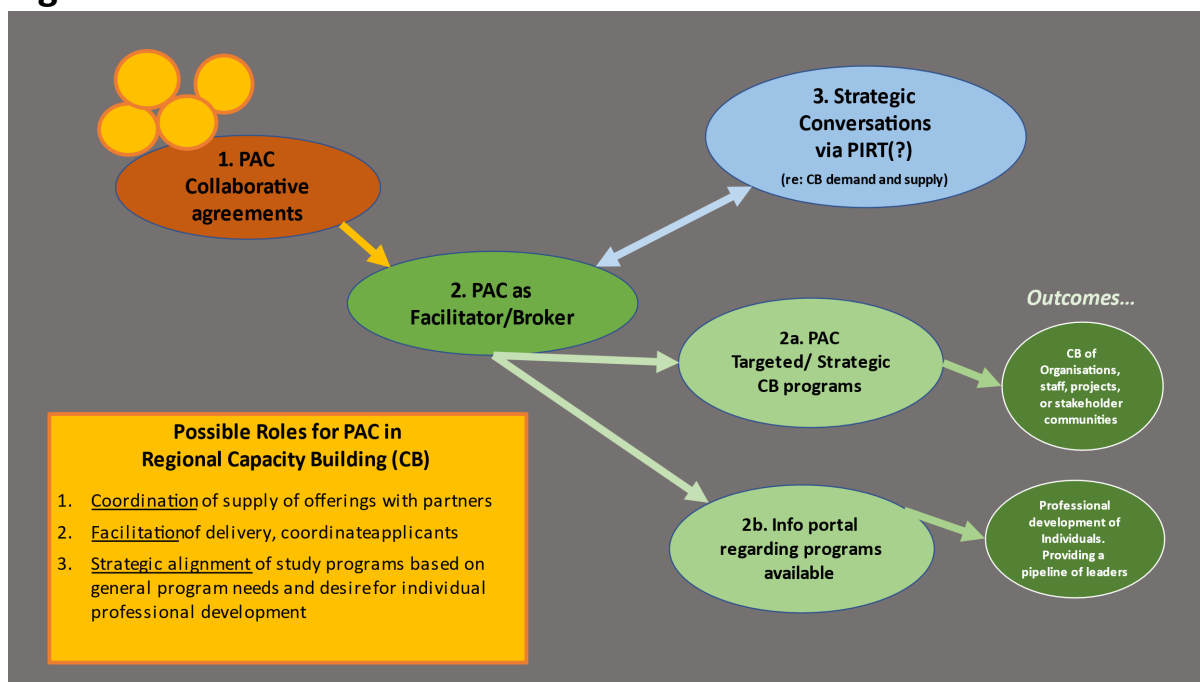 1. PAC
Collaborative
agreements
3. Strategic
Conversations
via PIRT(?)
(re: CB demand and supply)
2. PAC as
Facilitator/Broker
Outcomes...
2a. PAC
Targeted/ Strategic
CB programs
CB of
Organisations,
staff, projects,
or stakeholder
communities
Possible Roles for PAC in
Regional Capacity Building (CB)
1. Coordination of supply of offerings with partners
2. Facilitationof delivery, coordinateapplicants
3. Strategic alignment of study programs based on
general program needs and desirefor individual
professional development
2b. Info portal
regarding programs
available
Professional
development of
Individuals.
Providing a
pipeline of leaders